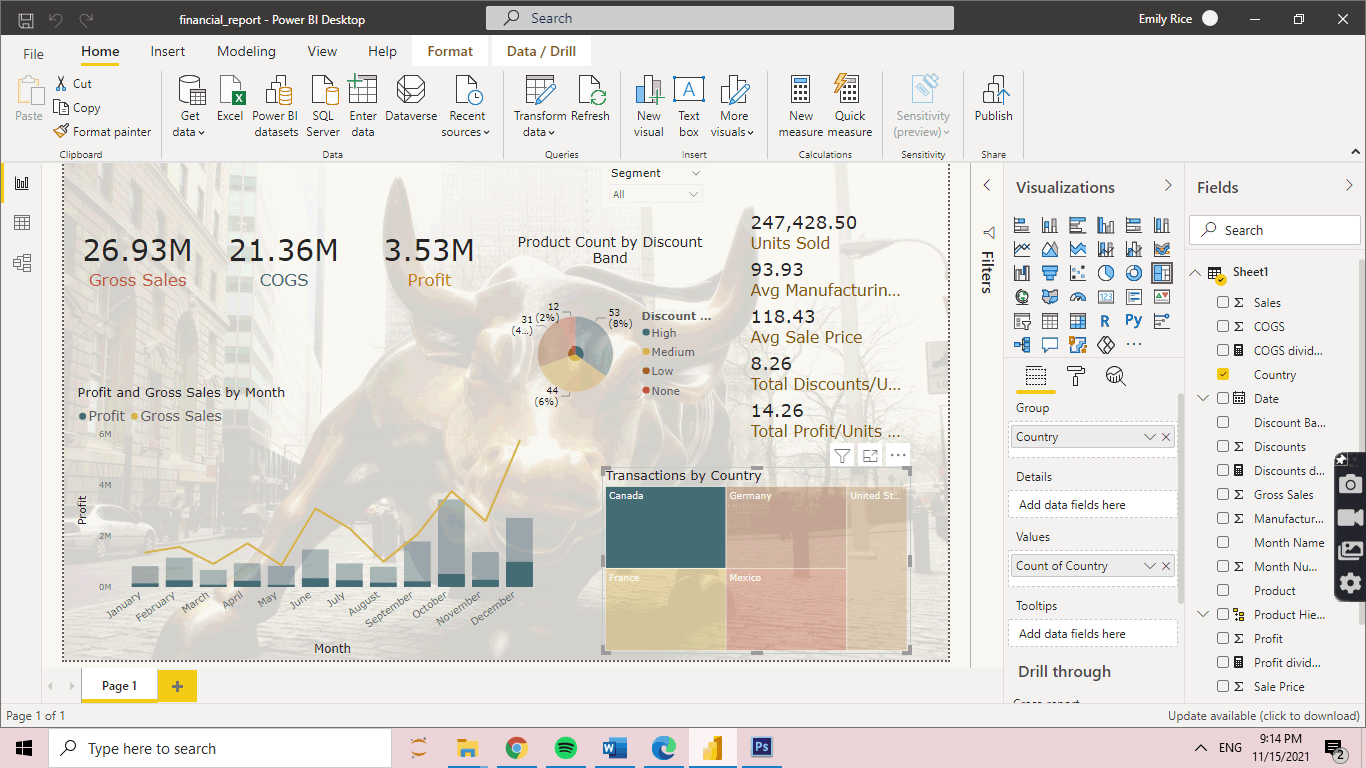 financial_report - Power BI Desktop
Search
Emily Rice
File
Home
Insert
Modeling
View
Help
Format
Data / Drill
Paste
Cut
Copy
Format painter
Clipboard
Get data
Excel
Power BI datasets
SQL Server
Enter data
Dataverse
Recent sources
Data
Transform data
Refresh
Queries
New visual
A
Text box
More visuals
Insert
New measure
Quick measure
Calculations
Sensitivity (preview)
Sensitivity
Publish
Share
Segment
All
26.93M
Gross Sales
21.36M
COGS
3.53M
Profit
Product Count by Discount
Band
12
(2%)
53
(8%)
31
(4...)
44
(6%)
Discount ...
High
Medium
Low
None
247,428.50
Units Sold
93.93
Avg Manufacturin...
118.43
Avg Sale Price
8.26
Total Discounts/U...
14.26
Total Profit/Units ...
Profit and Gross Sales by Month
Profit
Gross Sales
6M
4M
2M
0M
Profit
January
February
March
April
May
June
July
August
September
October
November
December
Month
Transactions by Country
Canada
Germany
United St...
France
Mexico
Filters
Visualizations
123
R
Py
...
Group
Country
Details
Add data fields here
Values
Count of Country
Tooltips
Add data fields here
Drill through
Fields
Search
Sheet1
Sales
COGS
COGS divid...
Country
Date
Discount Ba...
Discounts
Discounts d...
Gross Sales
Manufactur...
Month Name
Month Nu...
Product
Product Hie...
Profit
Profit divid...
Sale Price
Page 1
Page 1 of 1
Update available (click to download)
Type here to search
W
Ps
ENG
9:14 PM
11/15/2021
2